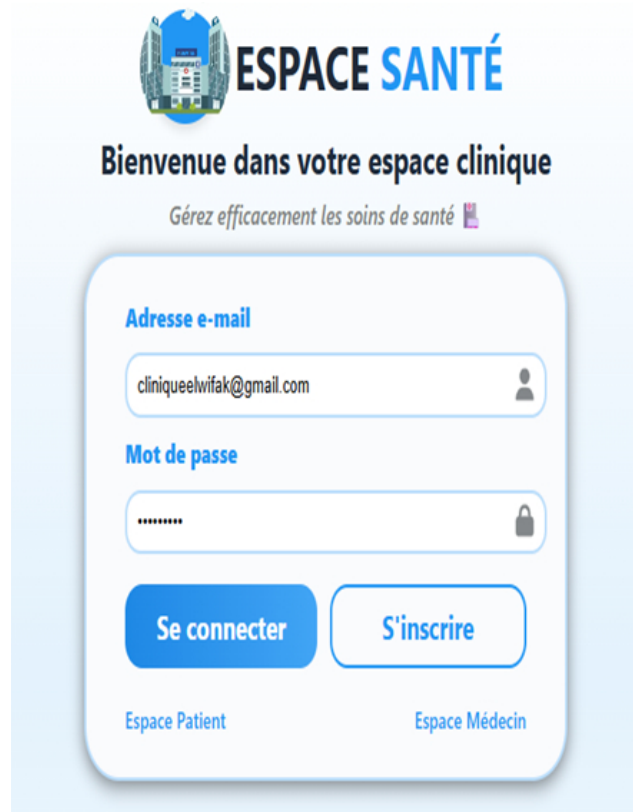 ESPACE SANTÉ
Bienvenue dans votre espace clinique
Gérez efficacement les soins de santé
Adresse e-mail
cliniqueelwifak@gmail.com
Mot de passe
•••••••••
Se connecter
S'inscrire
Espace Patient
Espace Médecin